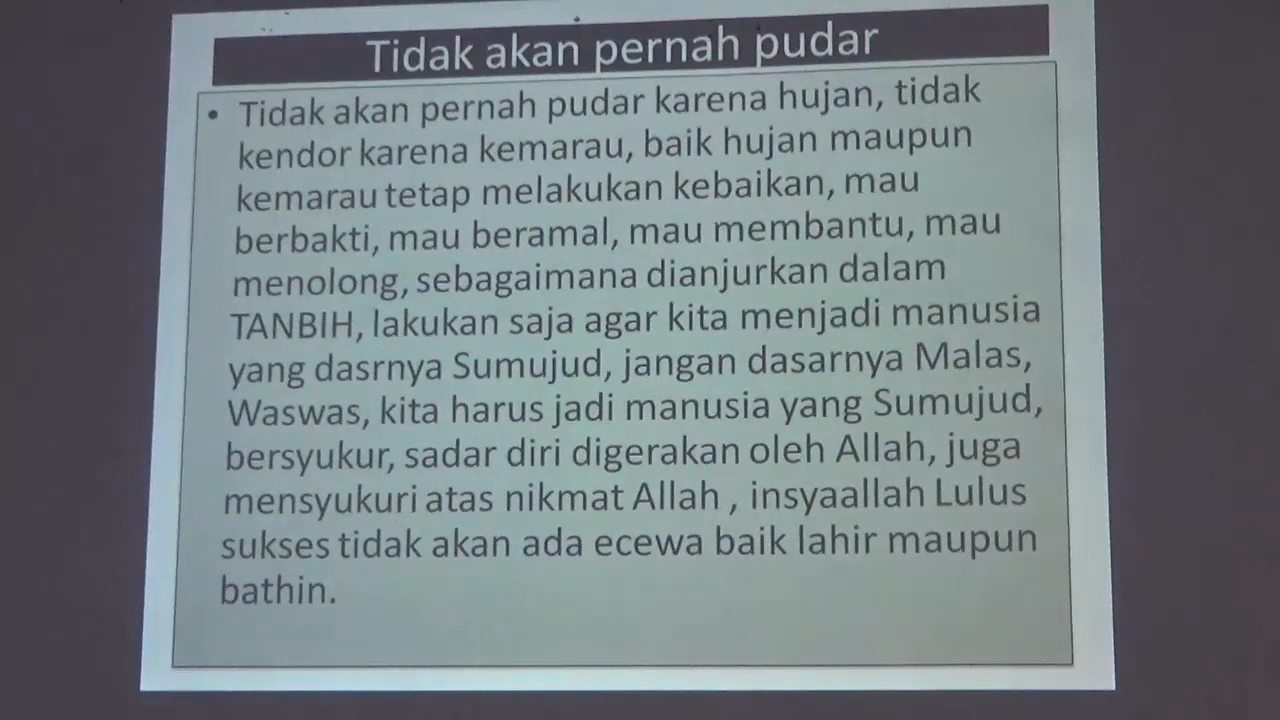 Tidak akan pernah pudar
• Tidak akan pernah pudar karena hujan, tidak
kendor karena kemarau, baik hujan maupun
kemarau tetap melakukan kebaikan, mau
berbakti, mau beramal, mau membantu, mau
menolong, sebagaimana dianjurkan dalam
TANBIH, lakukan saja agar kita menjadi manusia
yang dasrnya Sumujud, jangan dasarnya Malas,
Waswas, kita harus jadi manusia yang Sumujud,
bersyukur, sadar diri digerakan oleh Allah, juga
mensyukuri atas nikmat Allah , insyaallah Lulus
sukses tidak akan ada ecewa baik lahir maupun
bathin.